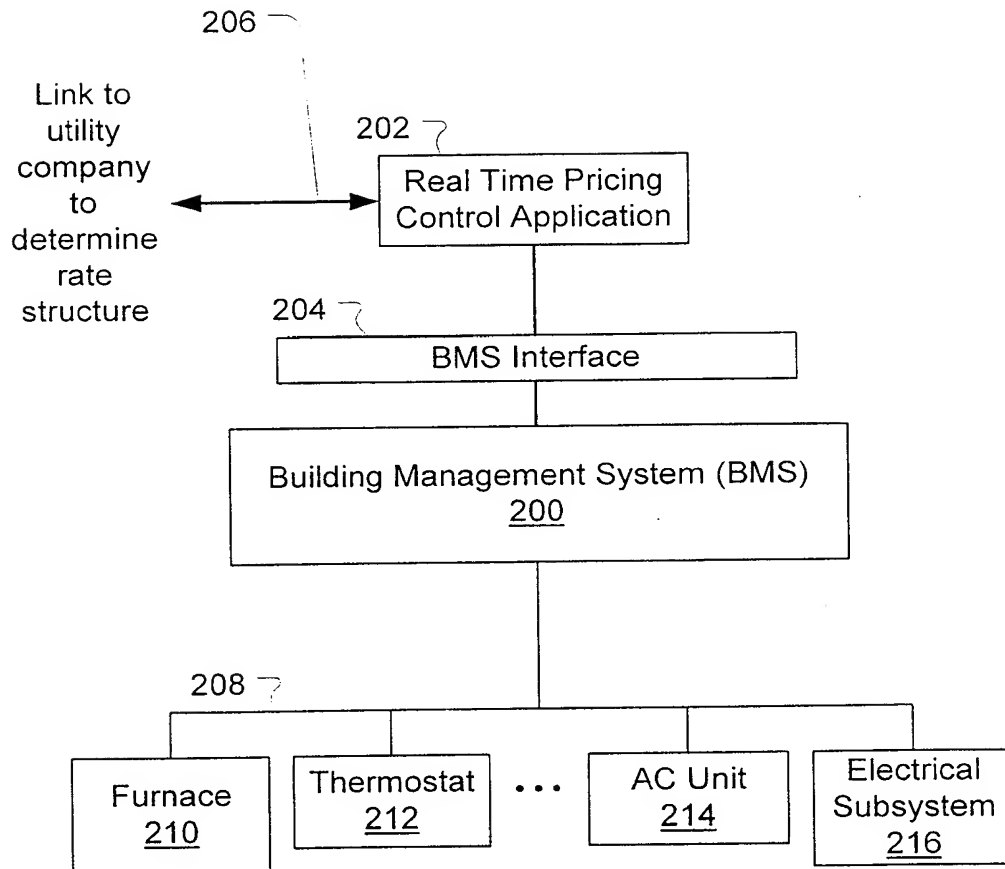 206
Link to
utility
company
to
determine
rate
structure
202
Real Time Pricing
Control Application
204
BMS Interface
Building Management System (BMS)
200
208
Furnace
210
Thermostat
212
...
AC Unit
214
Electrical
Subsystem
216